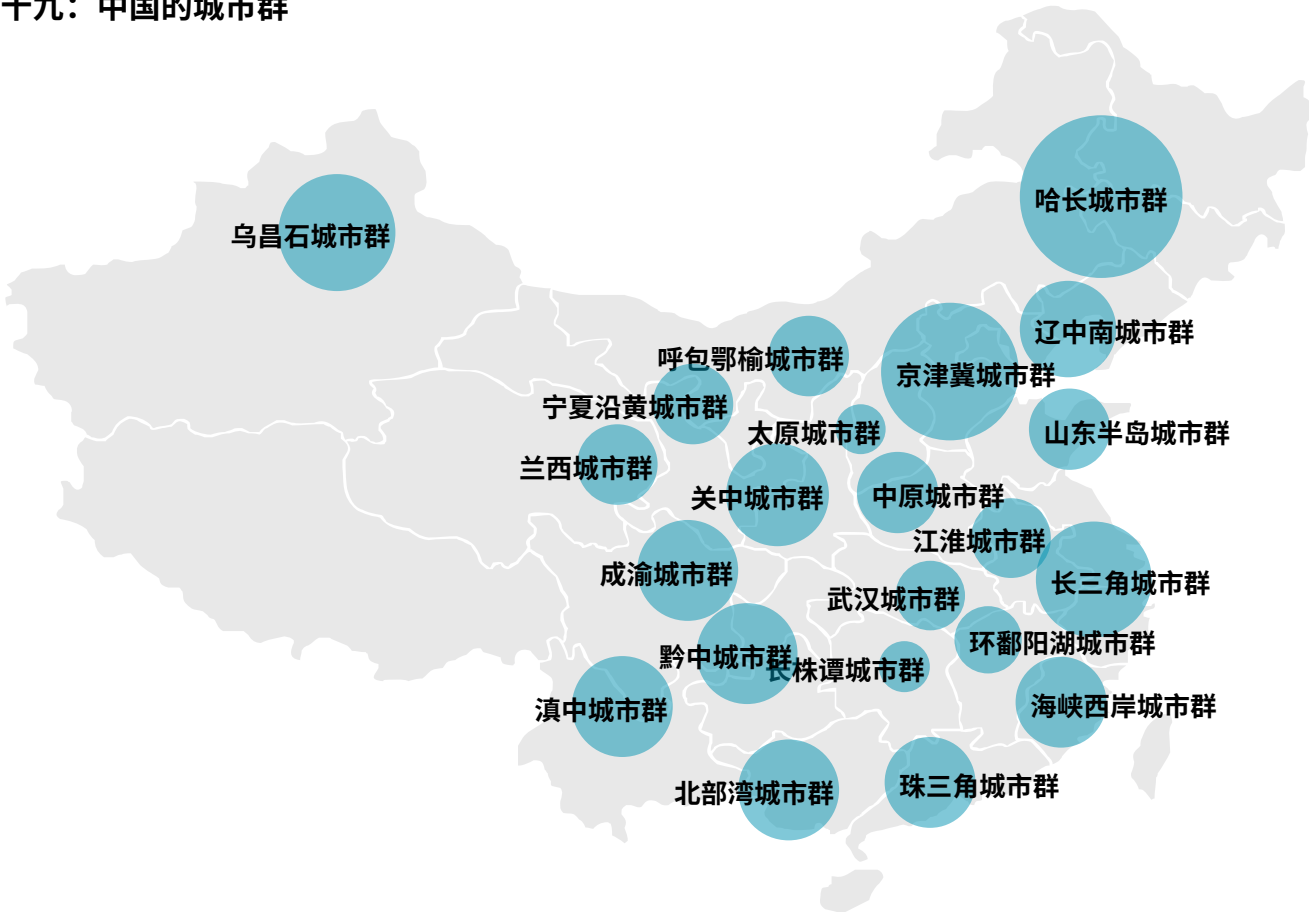 十九：中国的城市群
哈长城市群
乌昌石城市群
辽中南城市群
呼包鄂榆城市群
京津冀城市群
宁夏沿黄城市群
太原城市群
山东半岛城市群
兰西城市群
关中城市群
中原城市群
江淮城市群
成渝城市群
长三角城市群
武汉城市群
环鄱阳湖城市群
黔中城市群
长株谭城市群
滇中城市群
海峡西岸城市群
北部湾城市群
珠三角城市群